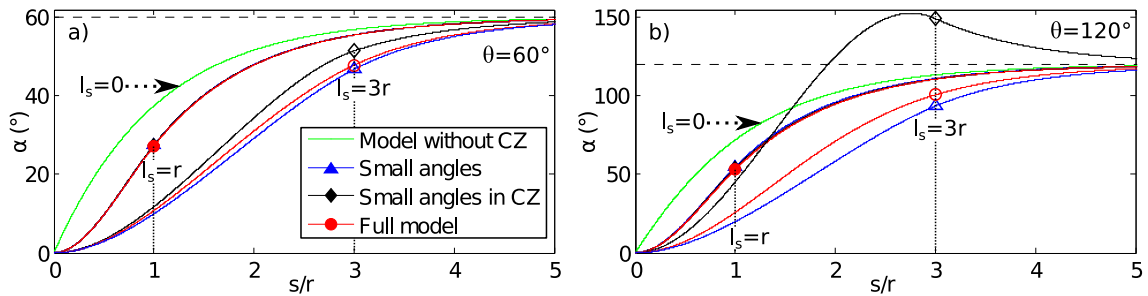 a) θ=60°
b) θ=120°
60
40
20
0
α (°)
l_s=0
l_s=r
l_s=3r
Model without CZ
Small angles
Small angles in CZ
Full model
0 1 2 3 4 5
s/r
150
100
50
0
α (°)
l_s=0
l_s=r
l_s=3r
0 1 2 3 4 5
s/r